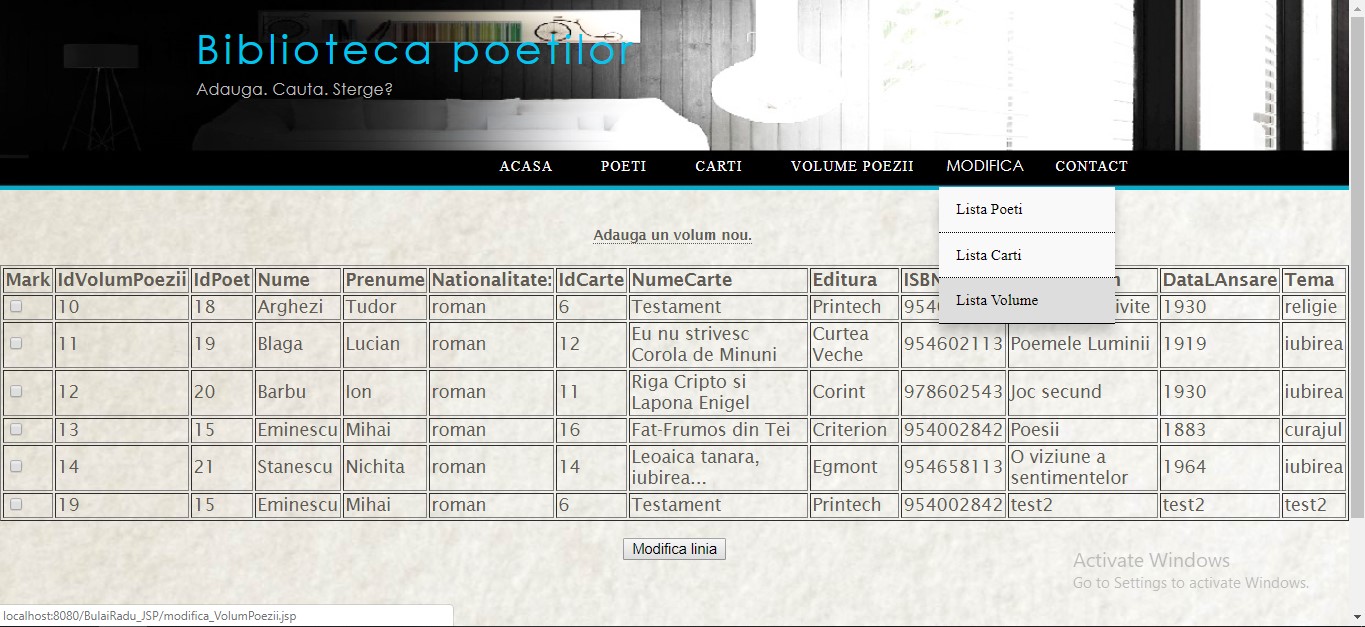 Biblioteca poetilor
Adauga. Cauta. Sterge?
ACASA POETI CARTI VOLUME POEZII MODIFICA CONTACT
Lista Poeti
Lista Carti
Lista Volume
Adauga un volum nou.
Mark IdVolumPoezii IdPoet Nume Prenume Nationalitate: IdCarte NumeCarte Editura DataLAnsare Tema
10 18 Arghezi Tudor roman 6 Testament Printech 1930 religie
11 19 Blaga Lucian roman 12 Eu nu strivesc Corola de Minuni Curtea Veche 954602113 Poemele Luminii 1919 iubirea
12 20 Barbu Ion roman 11 Riga Cripto si Lapona Enigel Corint 978602543 Joc secund 1930 iubirea
13 15 Eminescu Mihai roman 16 Fat-Frumos din Tei Criterion 954002842 Poesii 1883 curajul
14 21 Stanescu Nichita roman 14 Leoaica tanara, iubirea... Egmont 954658113 O viziune a sentimentelor 1964 iubirea
19 15 Eminescu Mihai roman 6 Testament Printech 954002842 test2 test2 test2
Modifica linia
Activate Windows
Go to Settings to activate Windows.
localhost:8080/BulaiRadu_JSP/modifica_VolumPoezii.jsp